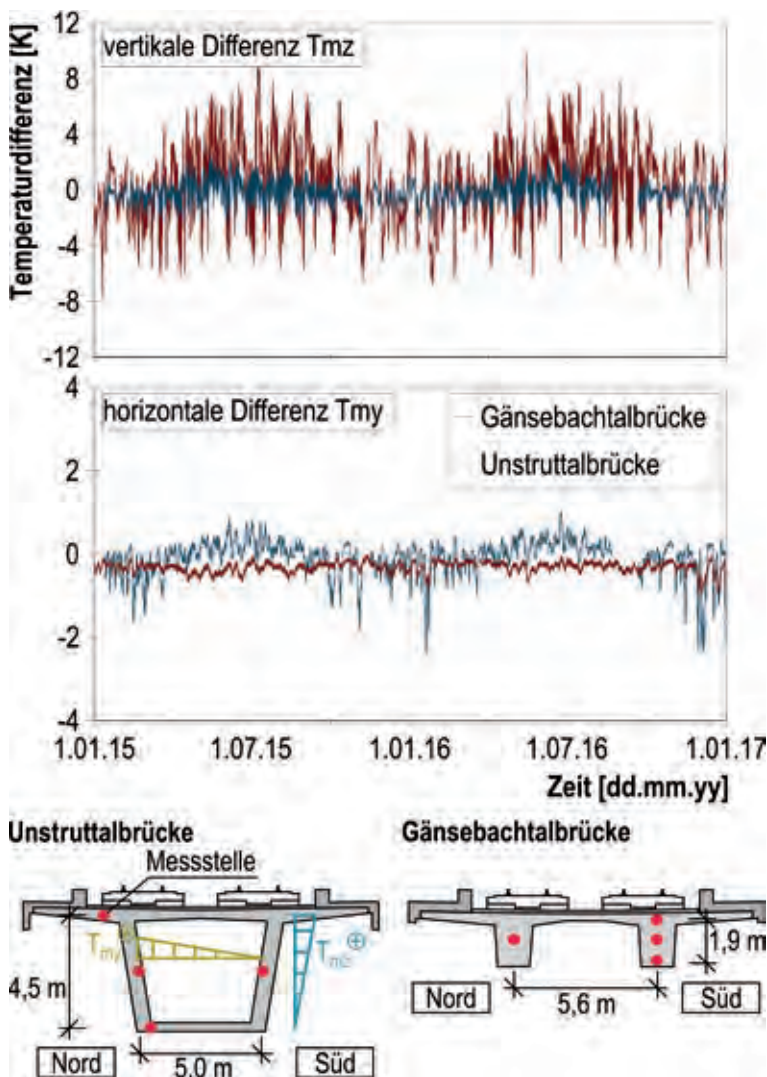 12
vertikale Differenz Tmz
8
4
0
-4
-8
-12
Temperaturdifferenz [K]
4
horizontale Differenz Tmy
Gänsebachtalbrücke
Unstruttalbrücke
2
0
-2
-4
1.01.15 1.07.15 1.01.16 1.07.16 1.01.17
Zeit [dd.mm.yy]
Unstruttalbrücke
Messstelle
4,5 m
Nord
5,0 m
Süd
Gänsebachtalbrücke
1,9 m
Nord
5,6 m
Süd